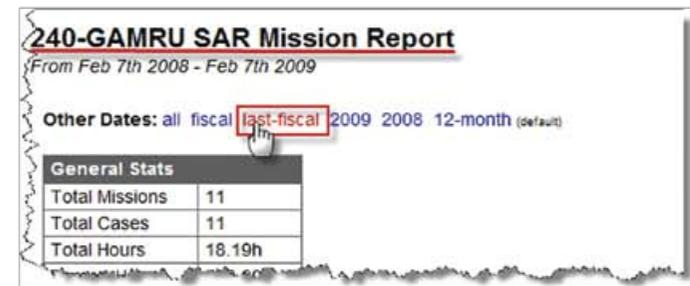 240-GAMRU SAR Mission Report
From Feb 7th 2008 - Feb 7th 2009
Other Dates: all fiscal last-fiscal 2009 2008 12-month (default)
General Stats
Total Missions 11
Total Cases 11
Total Hours 18.19h